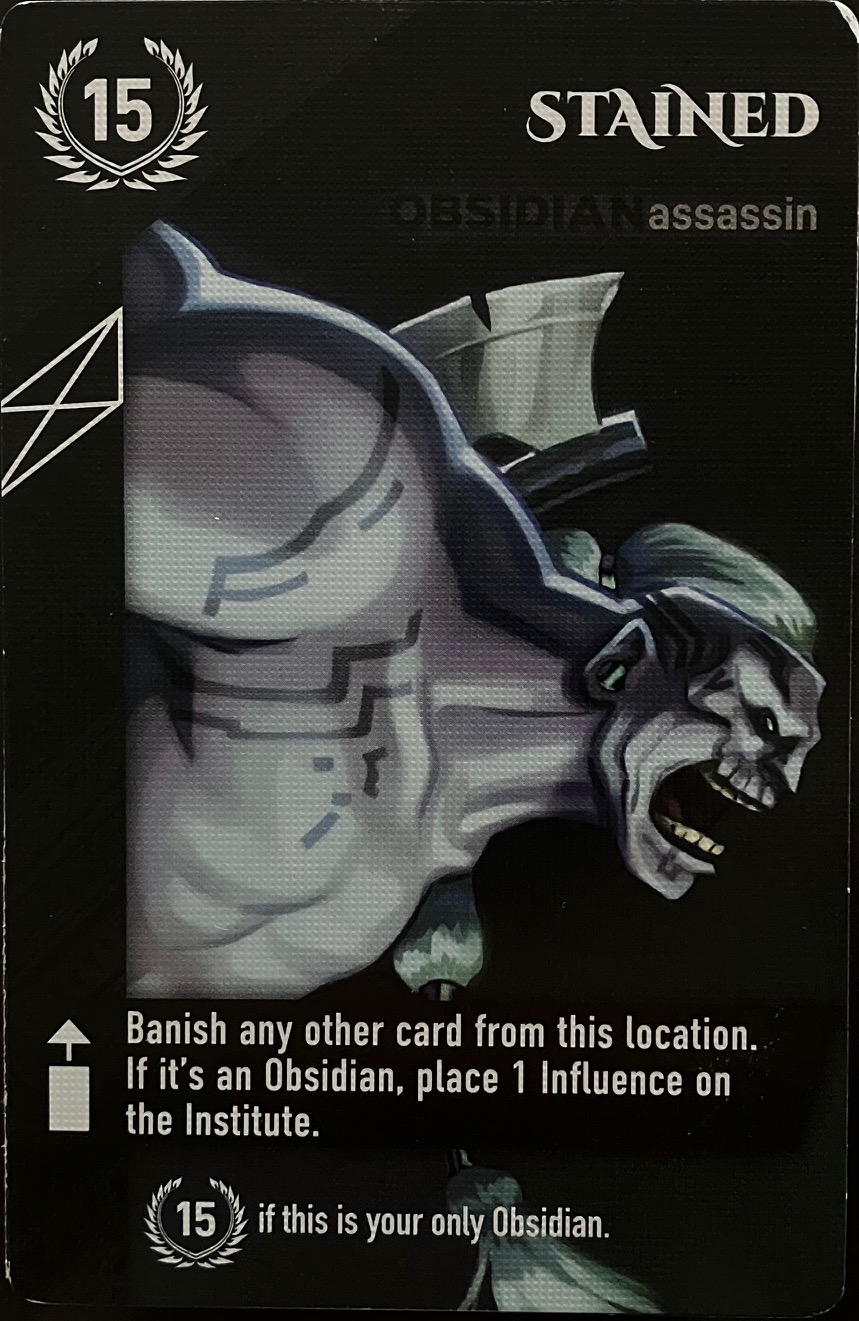 15
STAINED
OBSIDIAN assassin
Banish any other card from this location.
If it's an Obsidian, place 1 Influence on
the Institute.
15 if this is your only Obsidian.